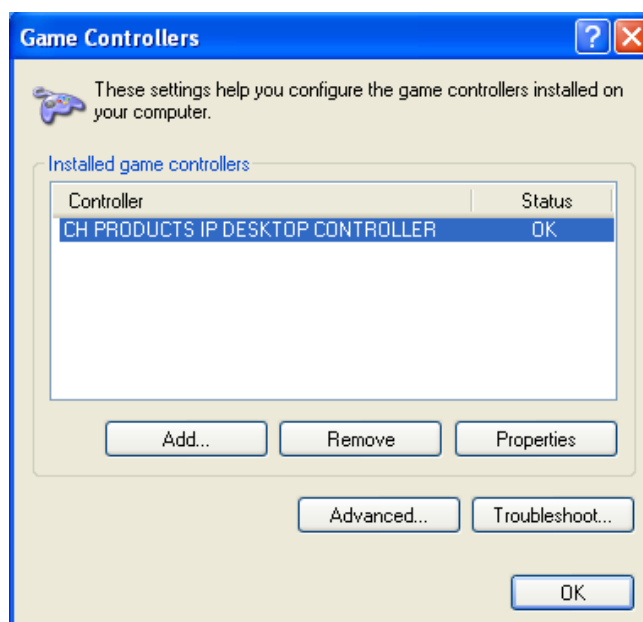 Game Controllers
These settings help you configure the game controllers installed on
your computer.
Installed game controllers
Controller Status
CH PRODUCTS IP DESKTOP CONTROLLER OK
Add... Remove Properties
Advanced... Troubleshoot...
OK